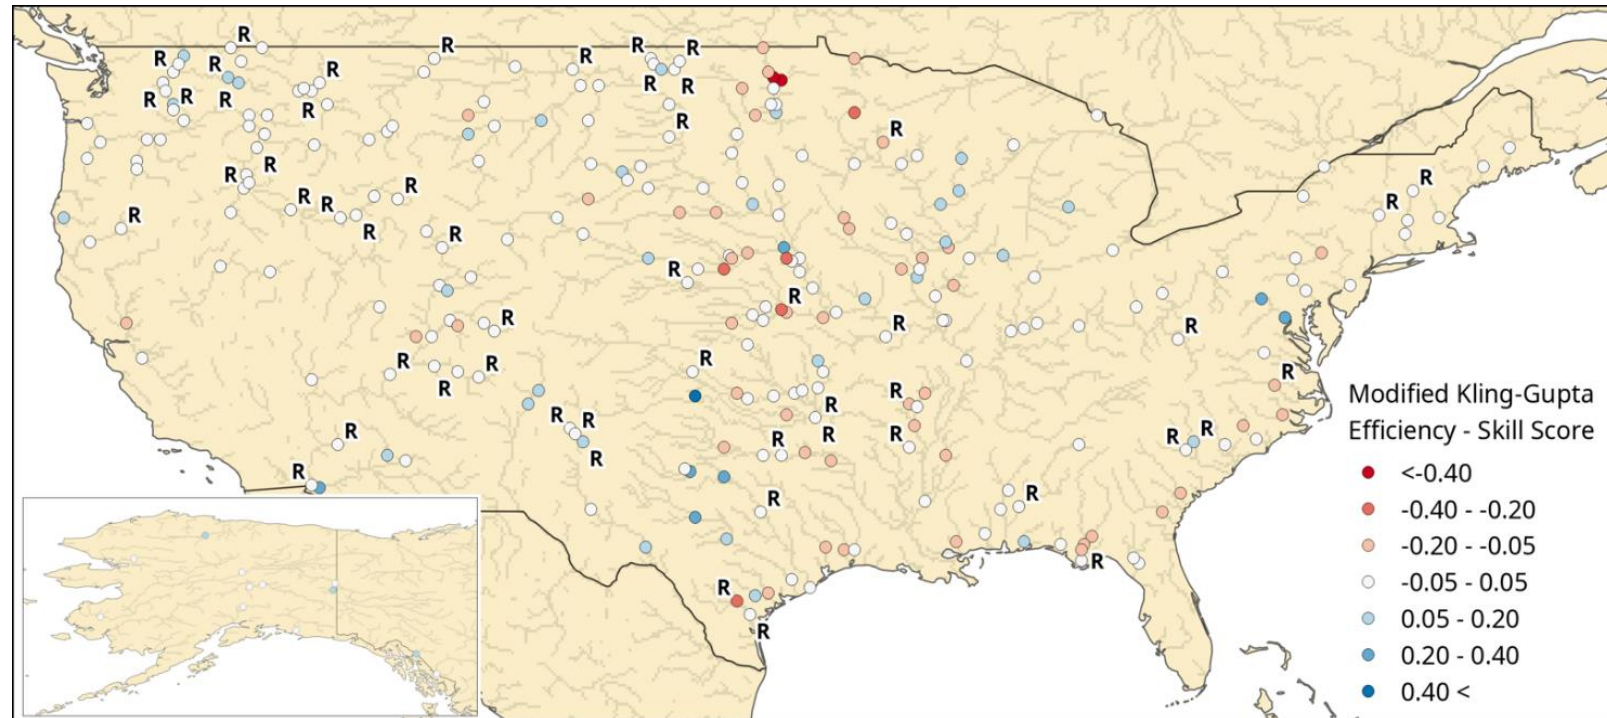 R
R R R
R R R
R
R R
R R R
R
R
R
R R
R R
R R R
R
R R
R
R
R R R
R
R R
R
R R
R
R R
R R R R R
R
R
R
R
R
R
R
R
Modified Kling-Gupta
Efficiency - Skill Score
<-0.40
-0.40 - -0.20
-0.20 - -0.05
-0.05 - 0.05
0.05 - 0.20
0.20 - 0.40
0.40 <